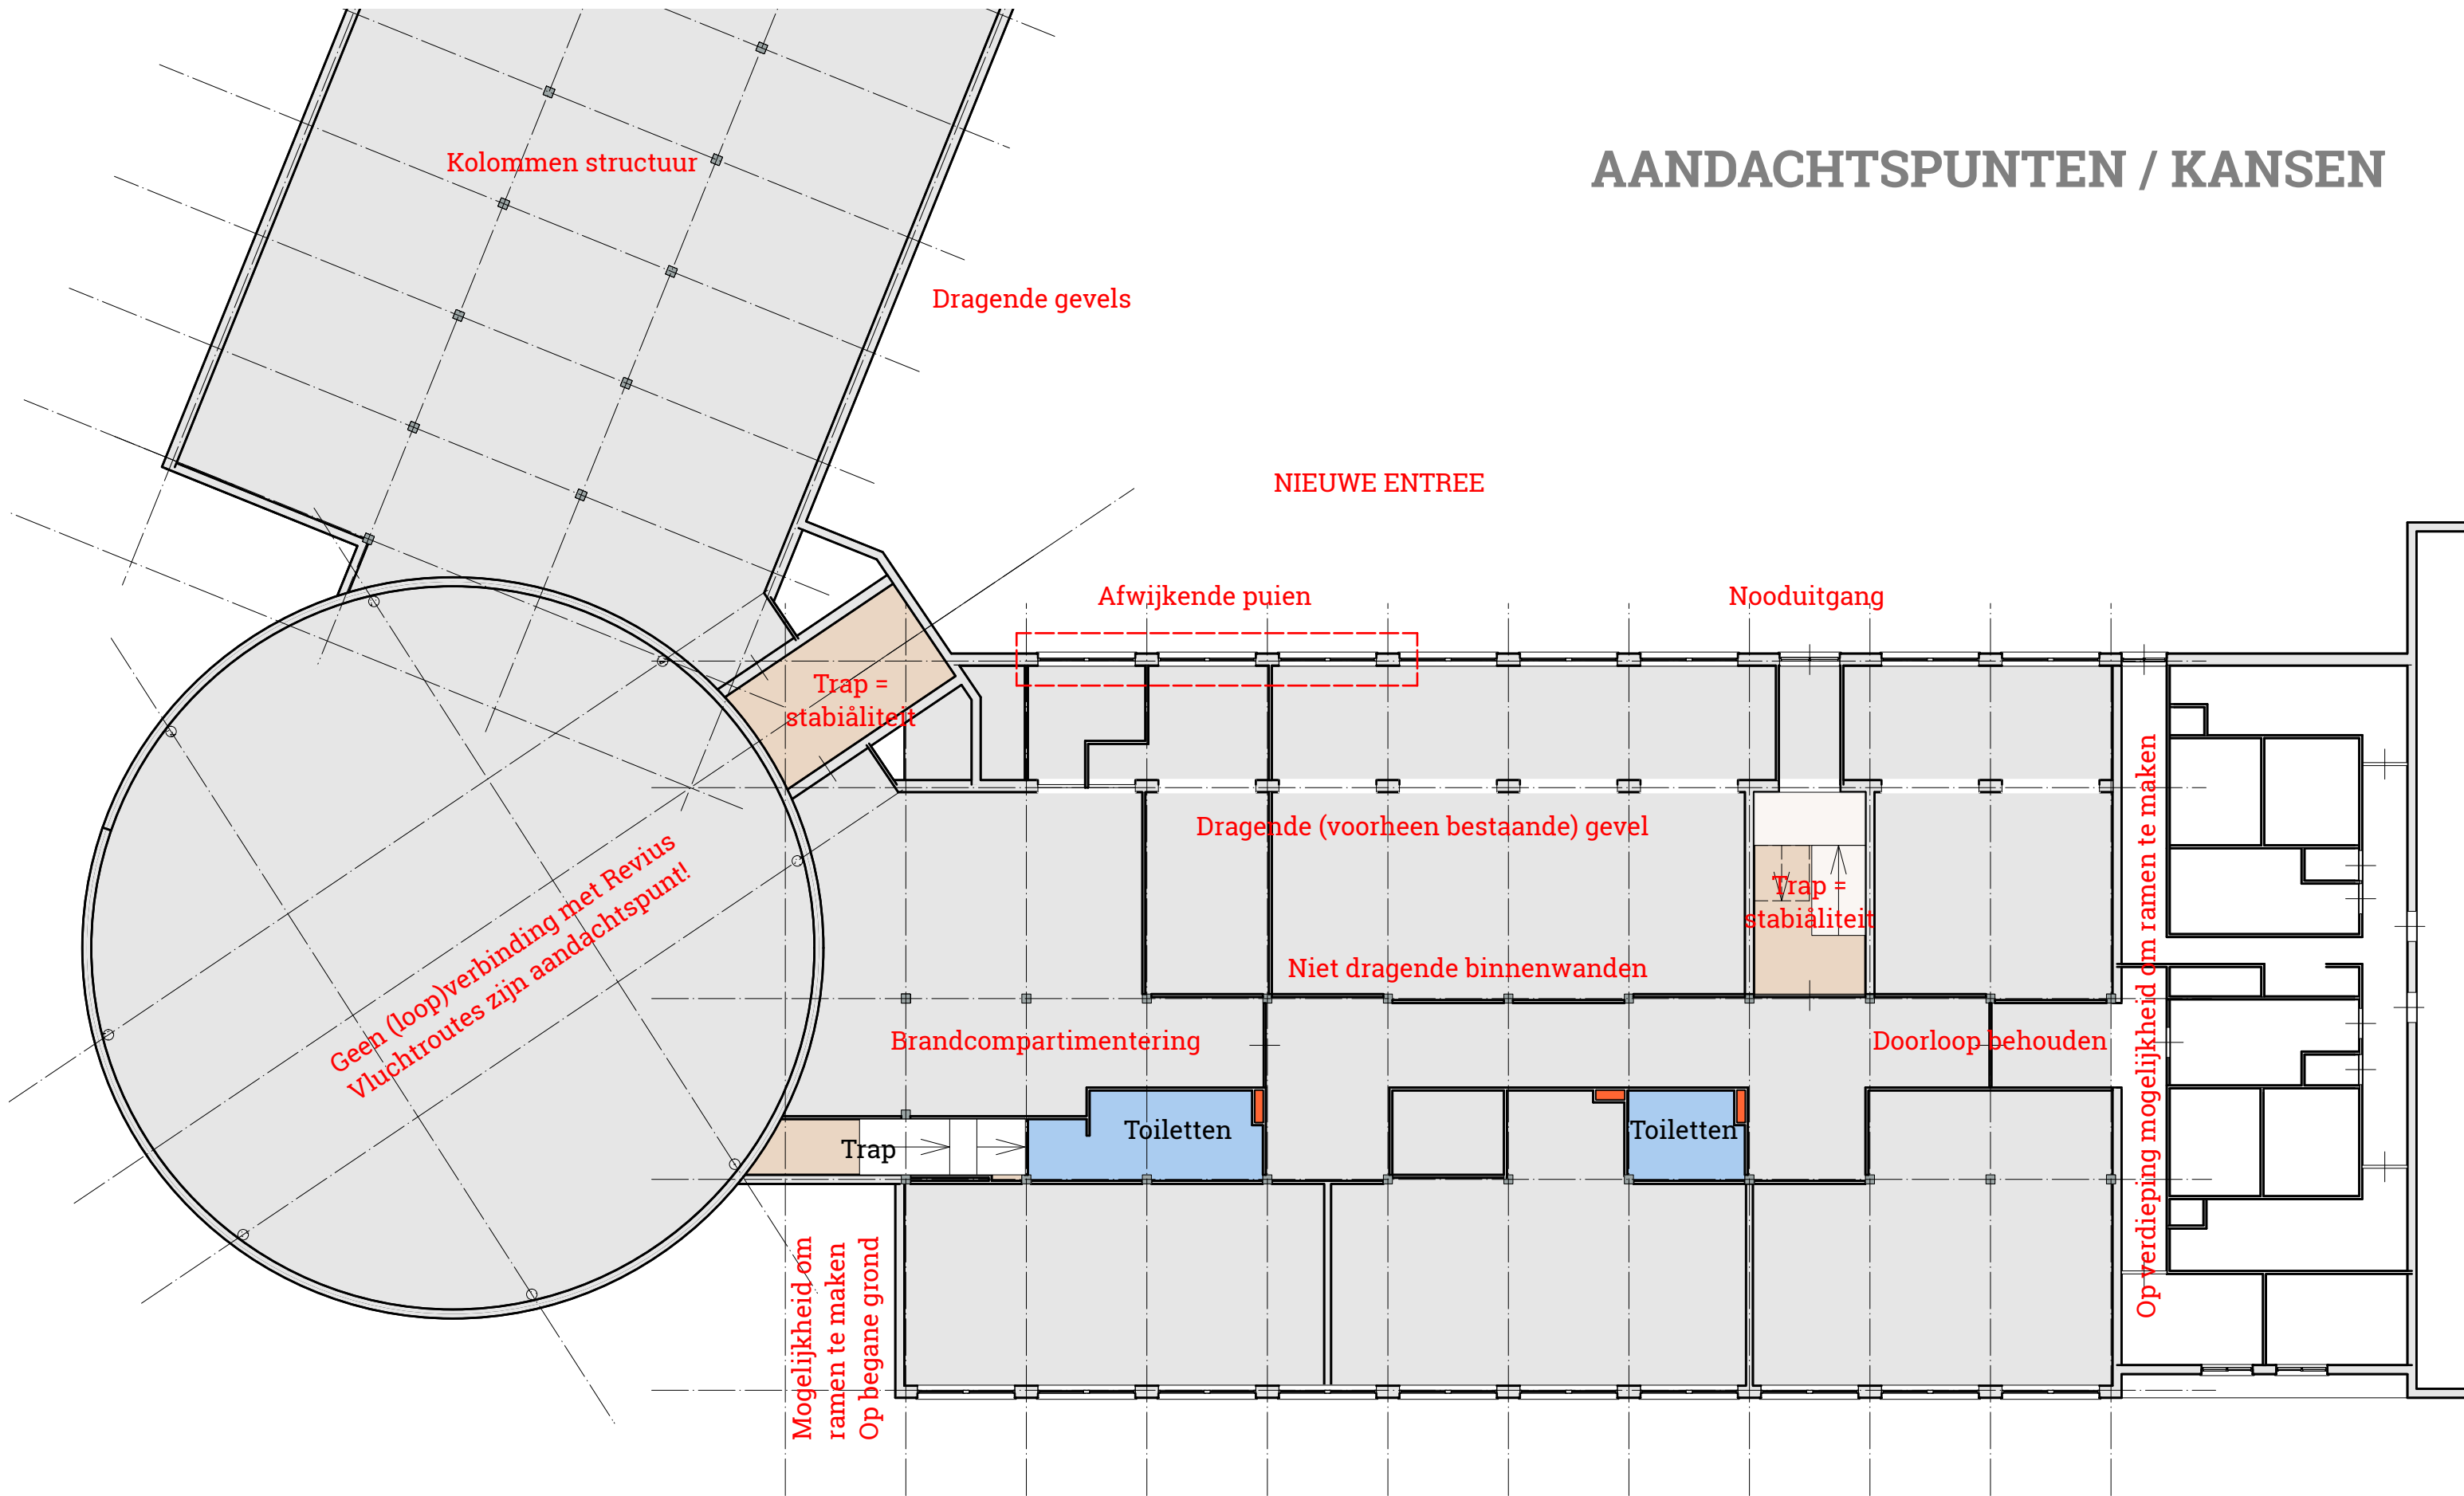 AANDACHTSPUNTEN / KANSEN
Kolommen structuur
Dragende gevels
NIEUWE ENTREE
Afwijkende puien
Nooduitgang
Trap =
stabiåliteit
Dragende (voorheen bestaande) gevel
Trap =
stabiåliteit
Geen (loop)verbinding met Revius
Vluchtroutes zijn aandachtspunt!
Niet dragende binnenwanden
Brandcompartimentering
Doorloop behouden
Op verdieping mogelijkheid om ramen te maken
Toiletten
Toiletten
Trap
Mogelijkheid om
ramen te maken
Op begane grond